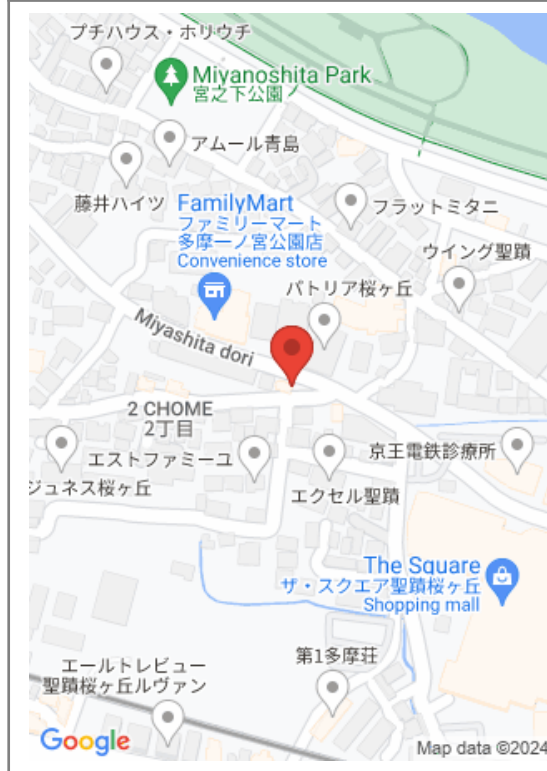 プチハウス・ホリウチ
Miyanoshita Park
宮之下公園
アムール青島
藤井ハイツ
FamilyMart
ファミリーマート
多摩一ノ宮公園店
Convenience store
フラットミタニ
ウイング聖蹟
パトリア桜ヶ丘
Miyashita dori
2 CHOME
2丁目
エストファミーユ
京王電鉄診療所
ジュネス桜ヶ丘
エクセル聖蹟
The Square
ザ・スクエア聖蹟桜ヶ丘
Shopping mall
第1多摩荘
エールトレビュー
聖蹟桜ヶ丘ルヴァン
Google
Map data ©2024